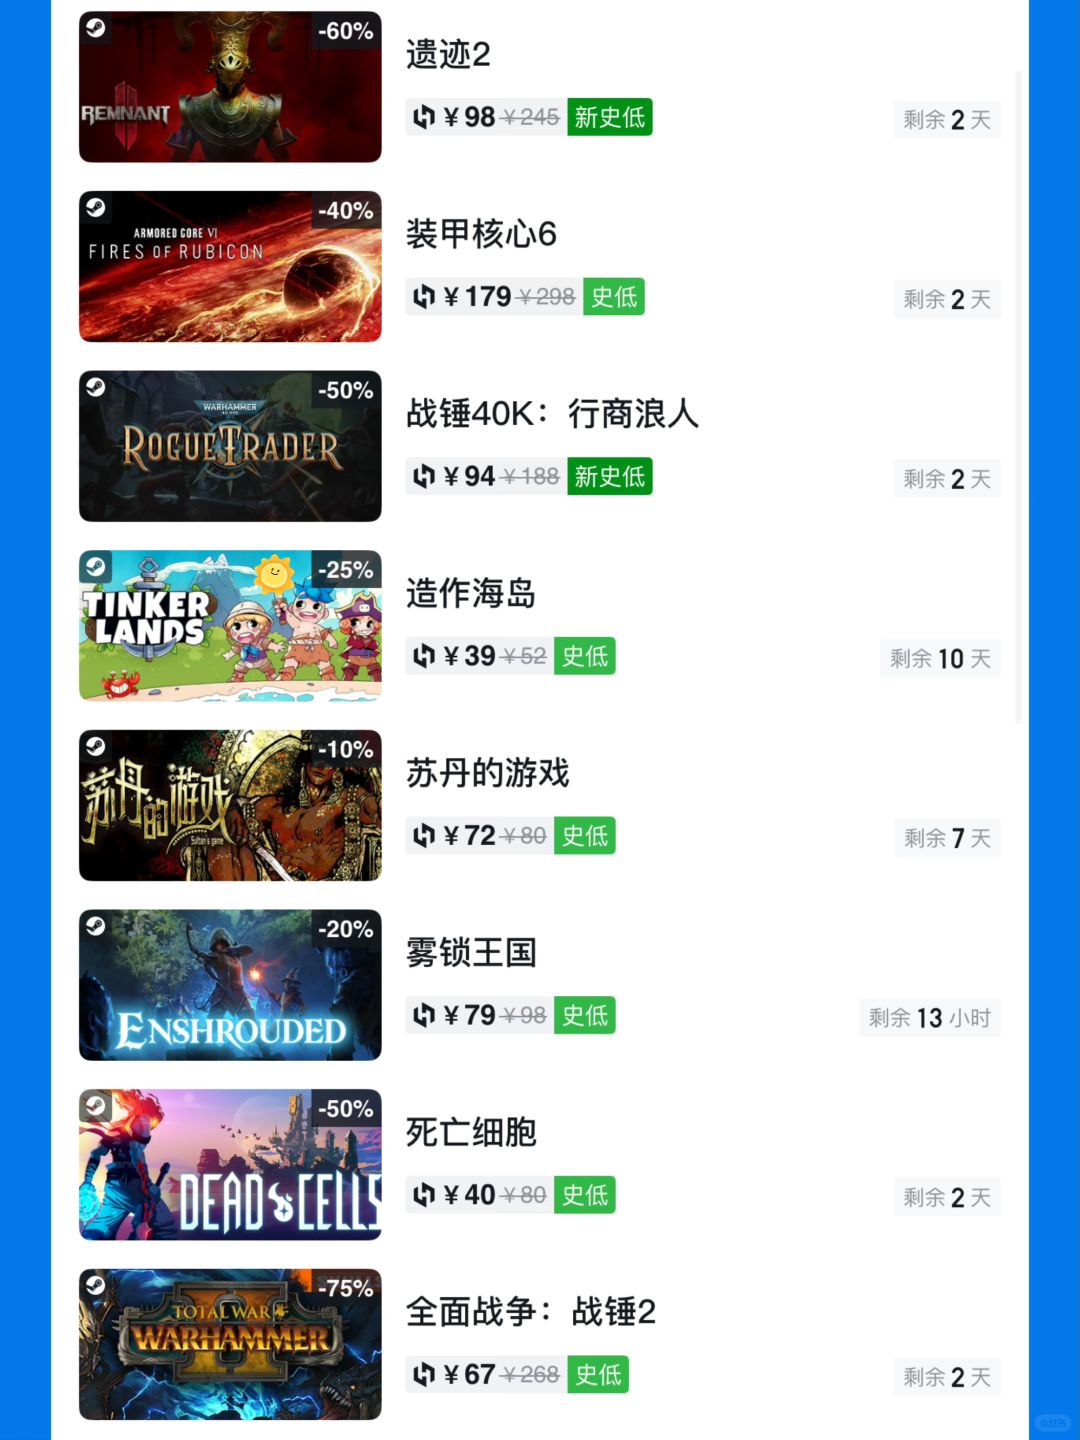 -60%
REMNANT
遗迹2
¥98 ¥245 新史低
剩余 2 天
-40%
ARMORED CORE VI
FIRES OF RUBICON
装甲核心6
¥179 ¥298 史低
剩余 2 天
-50%
WARHAMMER
40,000
ROGUE TRADER
战锤40K：行商浪人
¥94 ¥188 新史低
剩余 2 天
-25%
TINKER
LANDS
造作海岛
¥39 ¥52 史低
剩余 10 天
-10%
苏丹的游戏
Sultan's game
苏丹的游戏
¥72 ¥80 史低
剩余 7 天
-20%
ENSHROUDED
雾锁王国
¥79 ¥98 史低
剩余 13 小时
-50%
DEAD CELLS
死亡细胞
¥40 ¥80 史低
剩余 2 天
-75%
TOTAL WAR
WARHAMMER
II
全面战争：战锤2
¥67 ¥268 史低
剩余 2 天
小红书